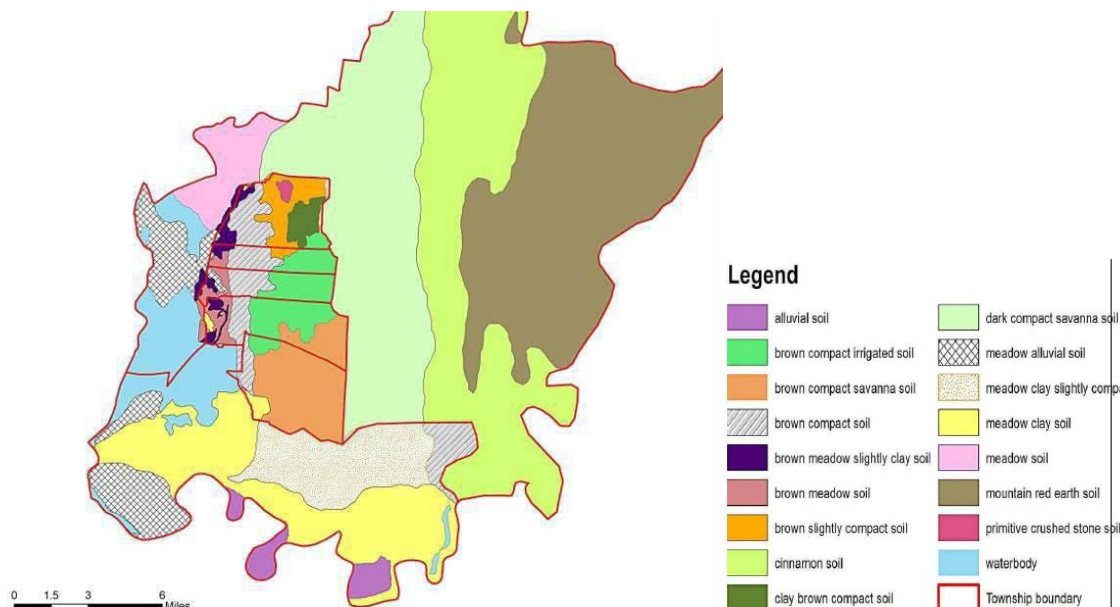 Legend
alluvial soil
brown compact irrigated soil
brown compact savanna soil
brown compact soil
brown meadow slightly clay soil
brown meadow soil
brown slightly compact soil
cinnamon soil
clay brown compact soil
dark compact savanna soil
meadow alluvial soil
meadow clay slightly compa
meadow clay soil
meadow soil
mountain red earth soil
primitive crushed stone soil
waterbody
Township boundary
0 1.5 3 6
Miles